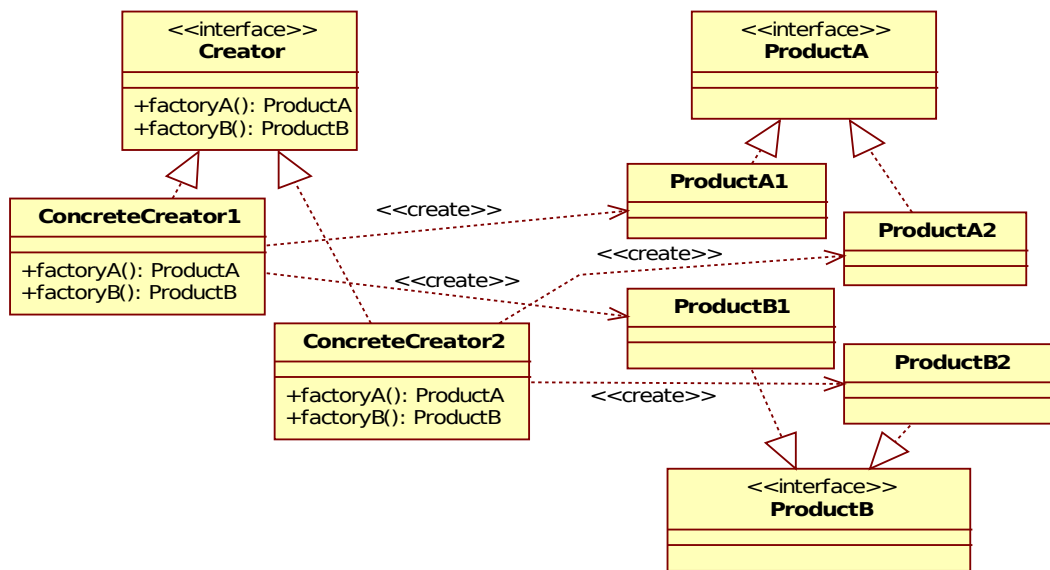 <<interface>>
Creator
+factoryA(): ProductA
+factoryB(): ProductB
<<interface>>
ProductA
ConcreteCreator1
+factoryA(): ProductA
+factoryB(): ProductB
<<create>>
<<create>>
ProductA1
ProductA2
<<create>>
ConcreteCreator2
+factoryA(): ProductA
+factoryB(): ProductB
ProductB1
ProductB2
<<create>>
<<interface>>
ProductB